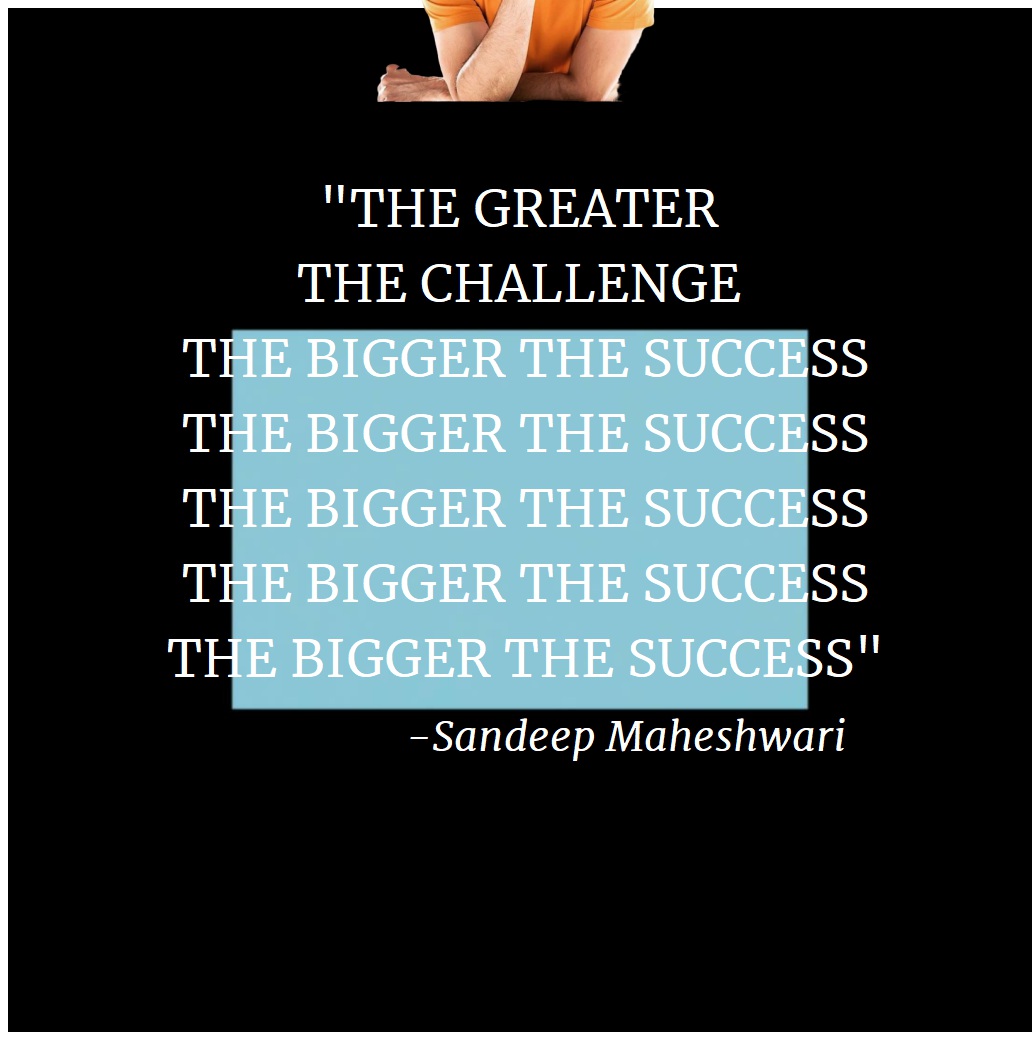 "THE GREATER
THE CHALLENGE
THE BIGGER THE SUCCESS
THE BIGGER THE SUCCESS
THE BIGGER THE SUCCESS
THE BIGGER THE SUCCESS
THE BIGGER THE SUCCESS"
–Sandeep Maheshwari